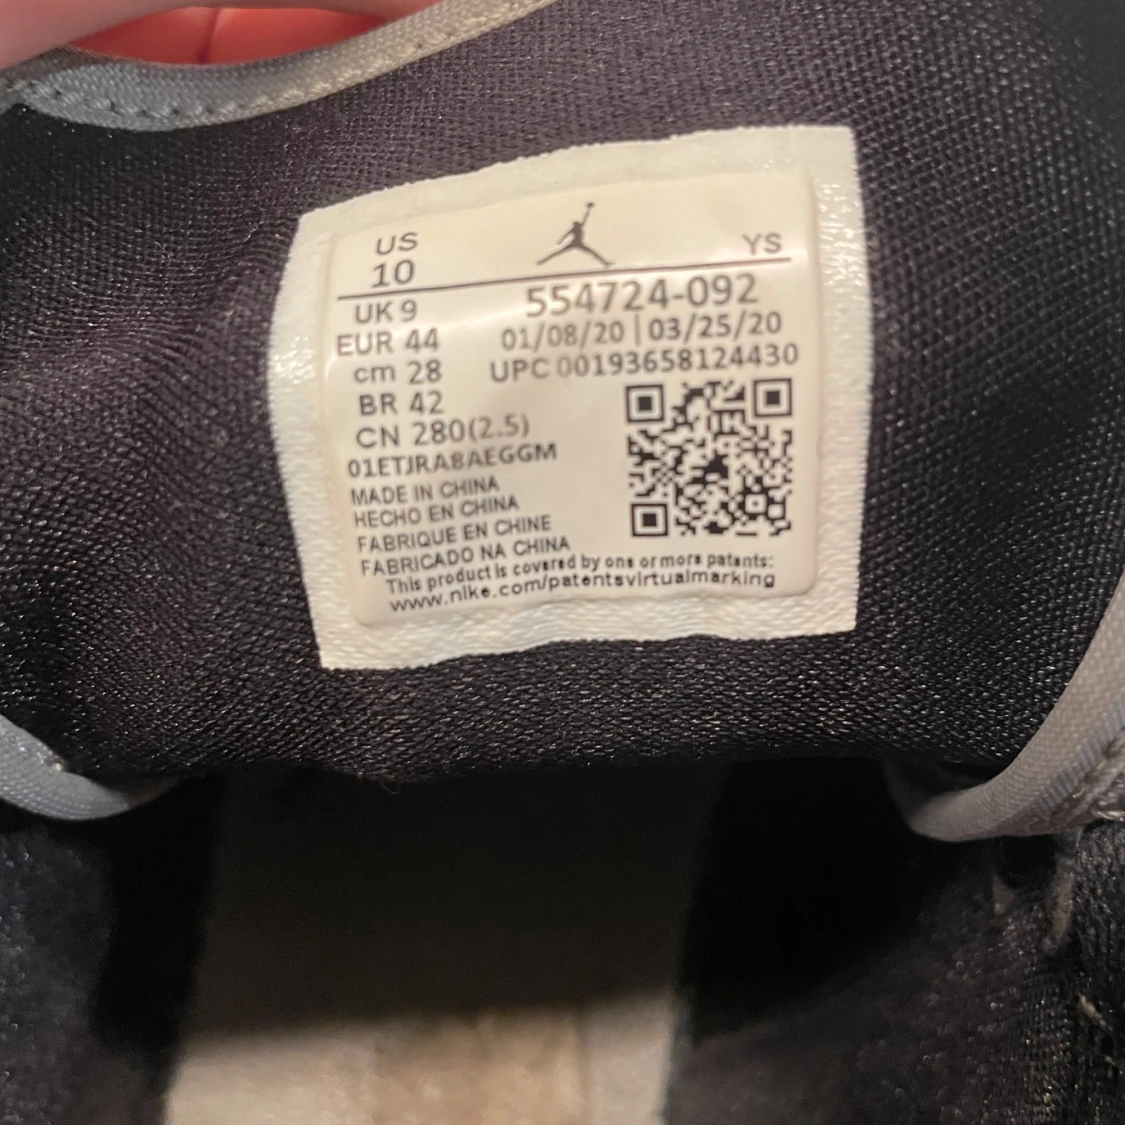 US YS
10
UK 9 554724-092
EUR 44 01/08/20 | 03/25/20
cm 28 UPC 00193658124430
BR 42
CN 280(2.5)
01ETJRA8AEGGM
MADE IN CHINA
HECHO EN CHINA
FABRIQUE EN CHINE
FABRICADO NA CHINA
This product is covered by one or more patents:
www.nike.com/patentsvirtualmarking